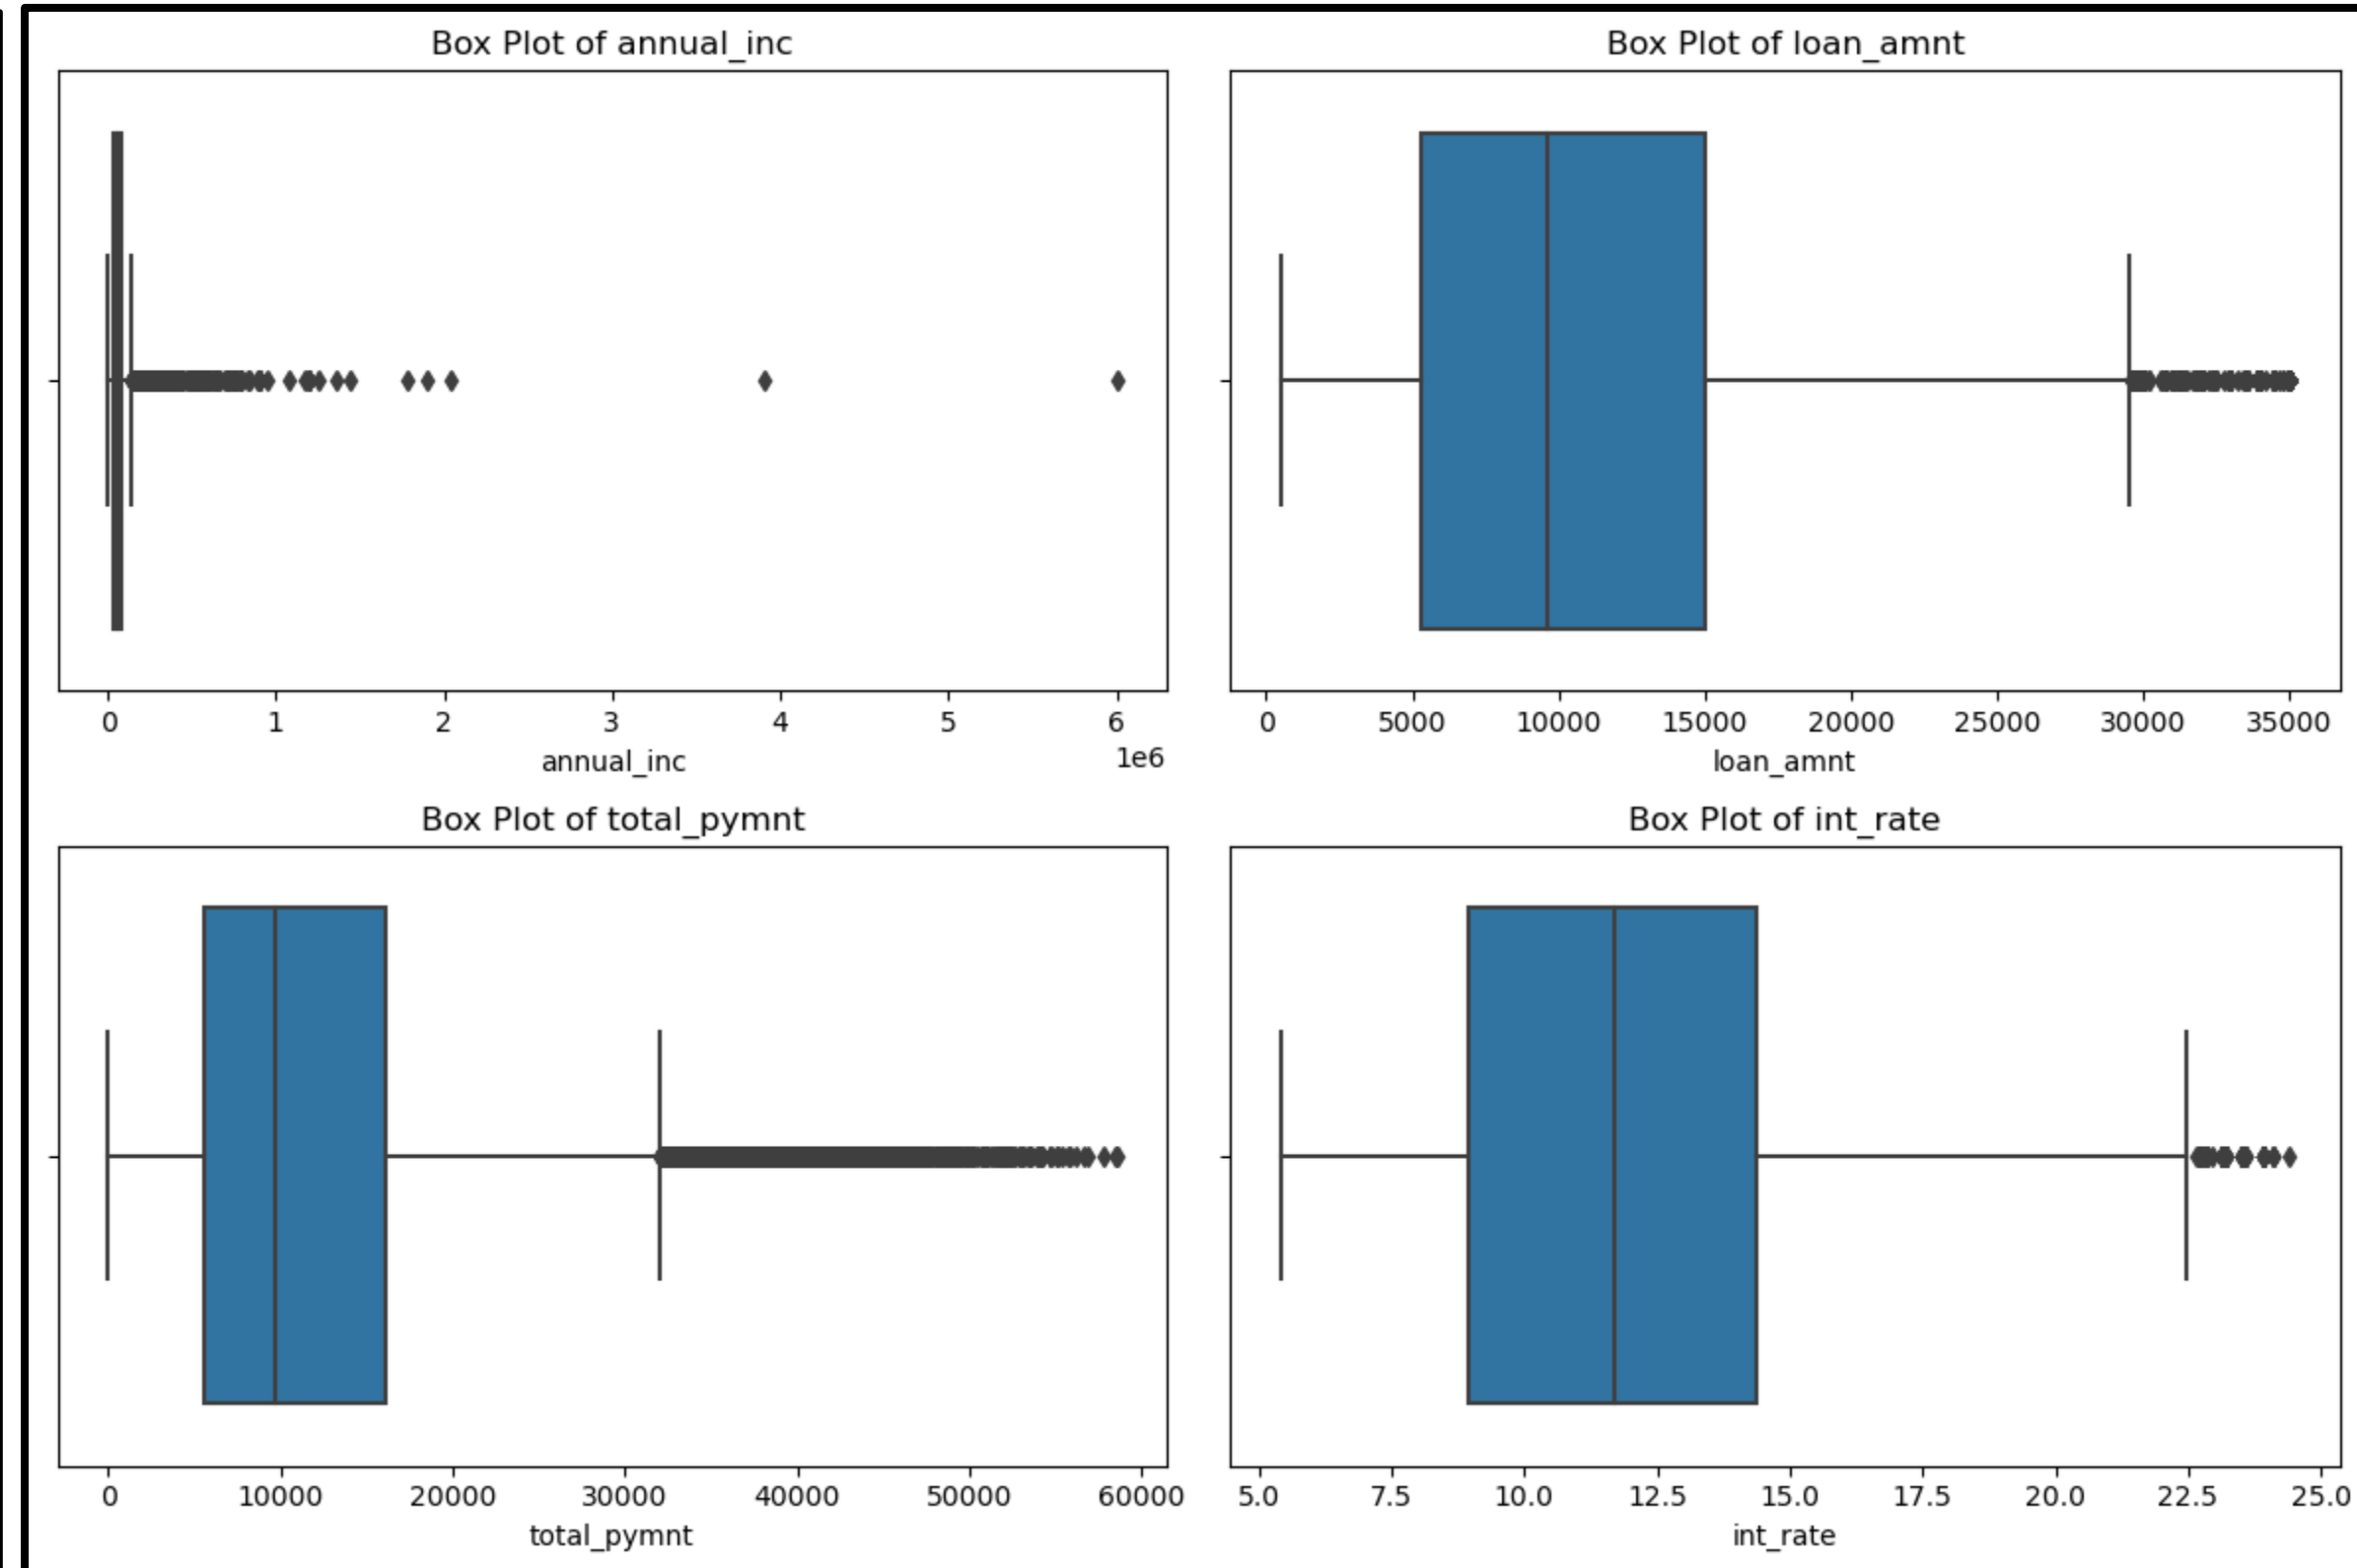 Box Plot of annual_inc
0 1 2 3 4 5 6
1e6
annual_inc
Box Plot of loan_amnt
0 5000 10000 15000 20000 25000 30000 35000
loan_amnt
Box Plot of total_pymnt
0 10000 20000 30000 40000 50000 60000
total_pymnt
Box Plot of int_rate
5.0 7.5 10.0 12.5 15.0 17.5 20.0 22.5 25.0
int_rate